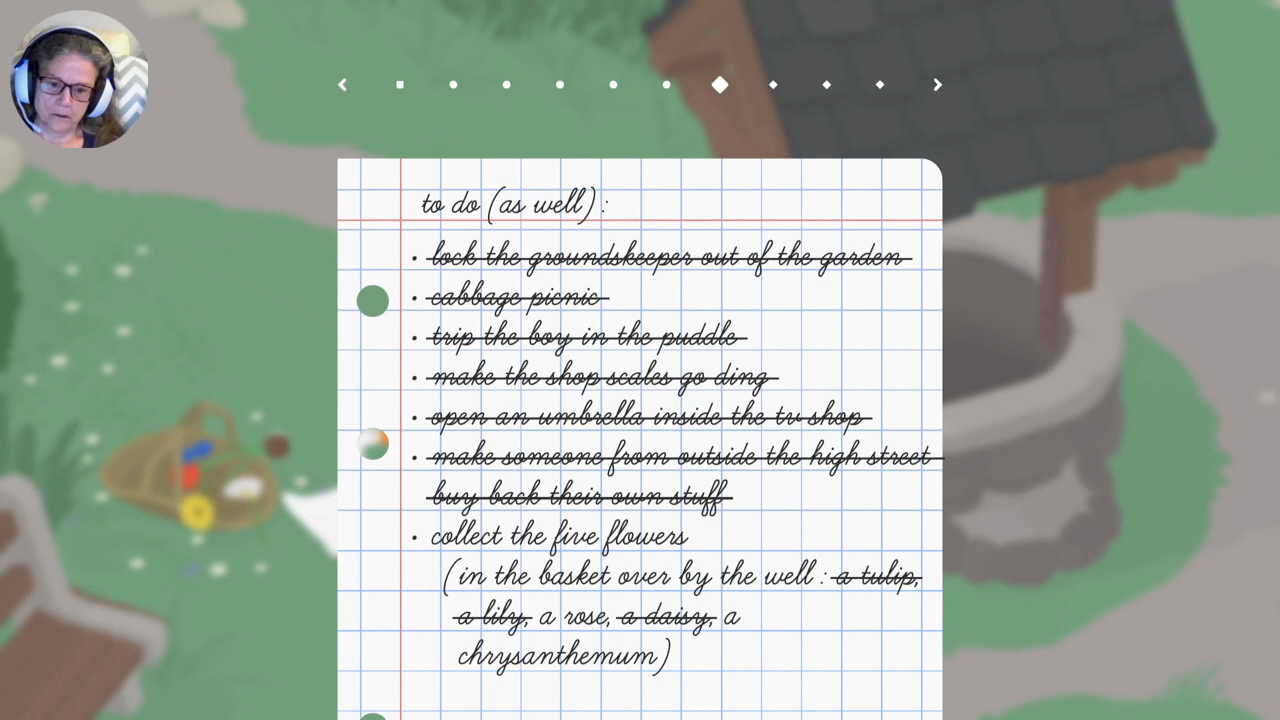 to do (as well) :
• lock the groundskeeper out of the garden
• cabbage picnic
• trip the boy in the puddle
• make the shop scales go ding
• open an umbrella inside the tv shop
• make someone from outside the high street
buy back their own stuff
• collect the five flowers
(in the basket over by the well : a tulip,
a lily, a rose, a daisy, a
chrysanthemum)